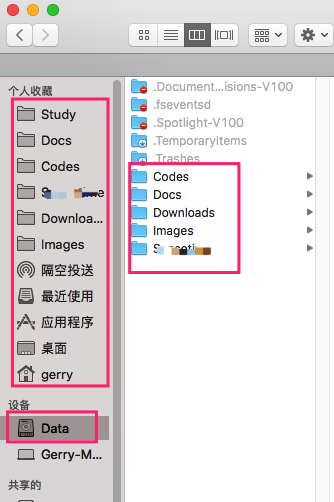 个人收藏
Study
Docs
Codes
Downloa...
Images
隔空投送
最近使用
应用程序
桌面
gerry
设备
Data
Gerry-M...
共享的
.Document...isions-V100
.fseventsd
.Spotlight-V100
.TemporaryItems
.Trashes
Codes
Docs
Downloads
Images